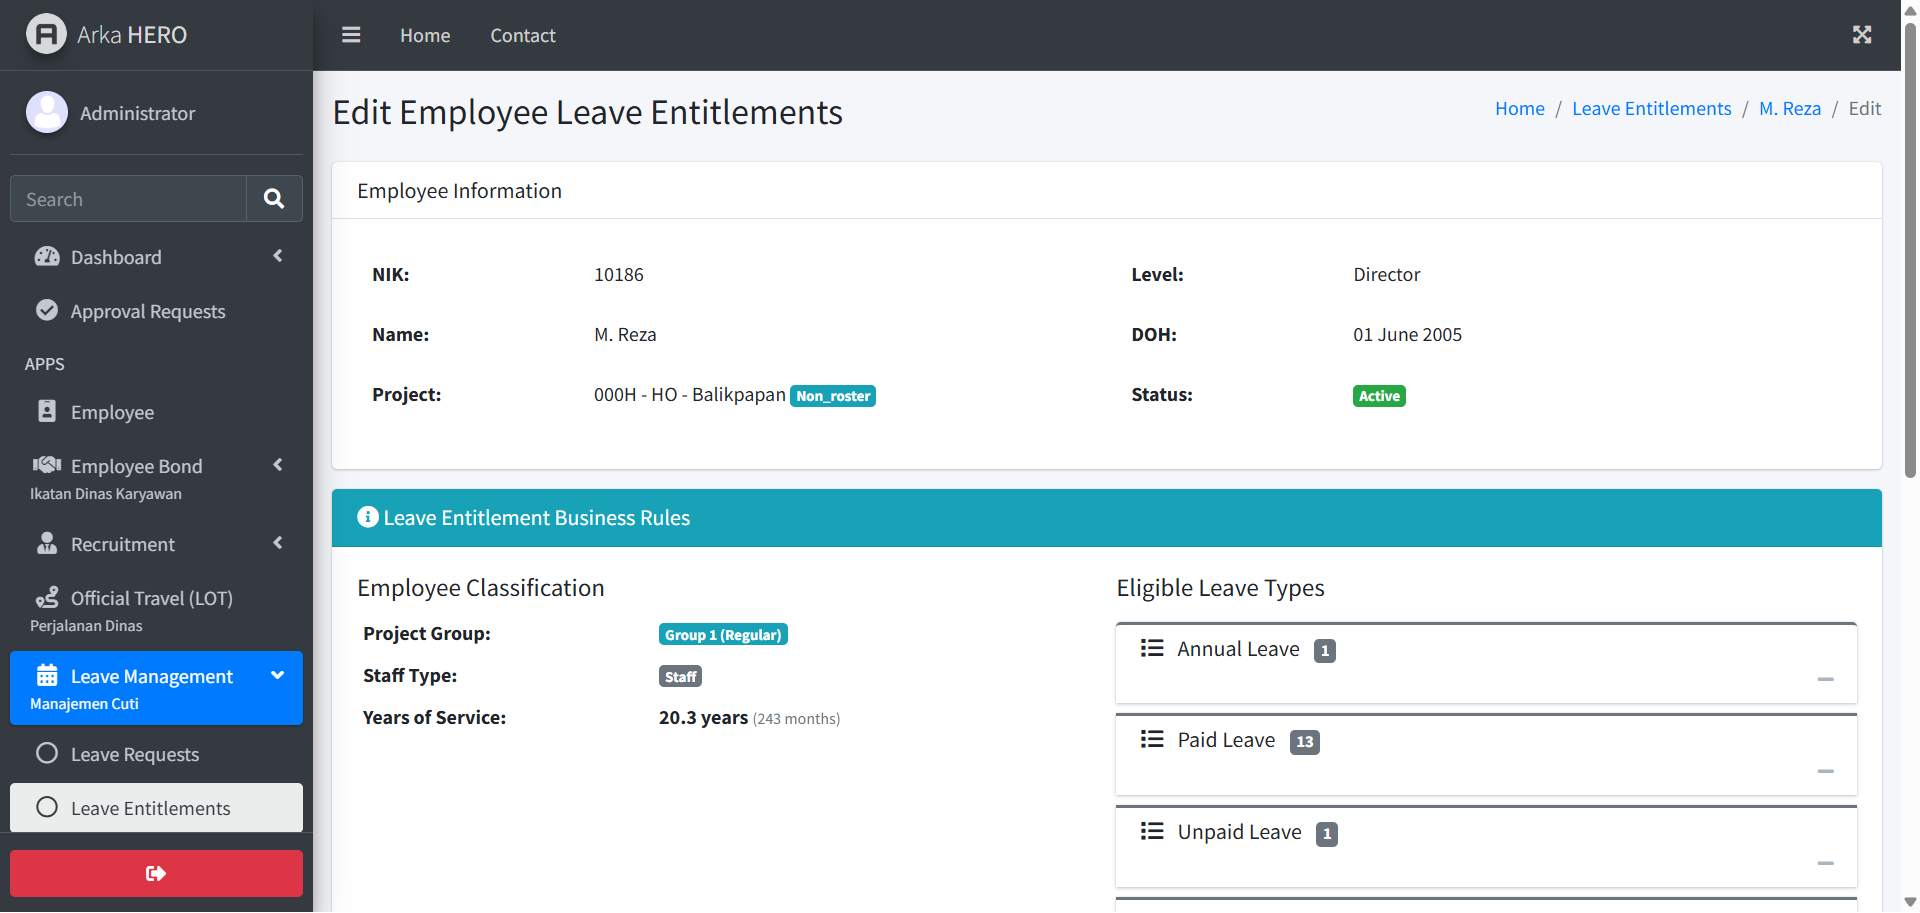 Arka HERO
Home
Contact
Administrator
Search
Dashboard
Approval Requests
APPS
Employee
Employee Bond
Ikatan Dinas Karyawan
Recruitment
Official Travel (LOT)
Perjalanan Dinas
Leave Management
Manajemen Cuti
Leave Requests
Leave Entitlements
Edit Employee Leave Entitlements
Home / Leave Entitlements / M. Reza / Edit
Employee Information
NIK: 10186
Level: Director
Name: M. Reza
DOH: 01 June 2005
Project: 000H - HO - Balikpapan Non_roster
Status: Active
Leave Entitlement Business Rules
Employee Classification
Project Group: Group 1 (Regular)
Staff Type: Staff
Years of Service: 20.3 years (243 months)
Eligible Leave Types
Annual Leave 1
Paid Leave 13
Unpaid Leave 1